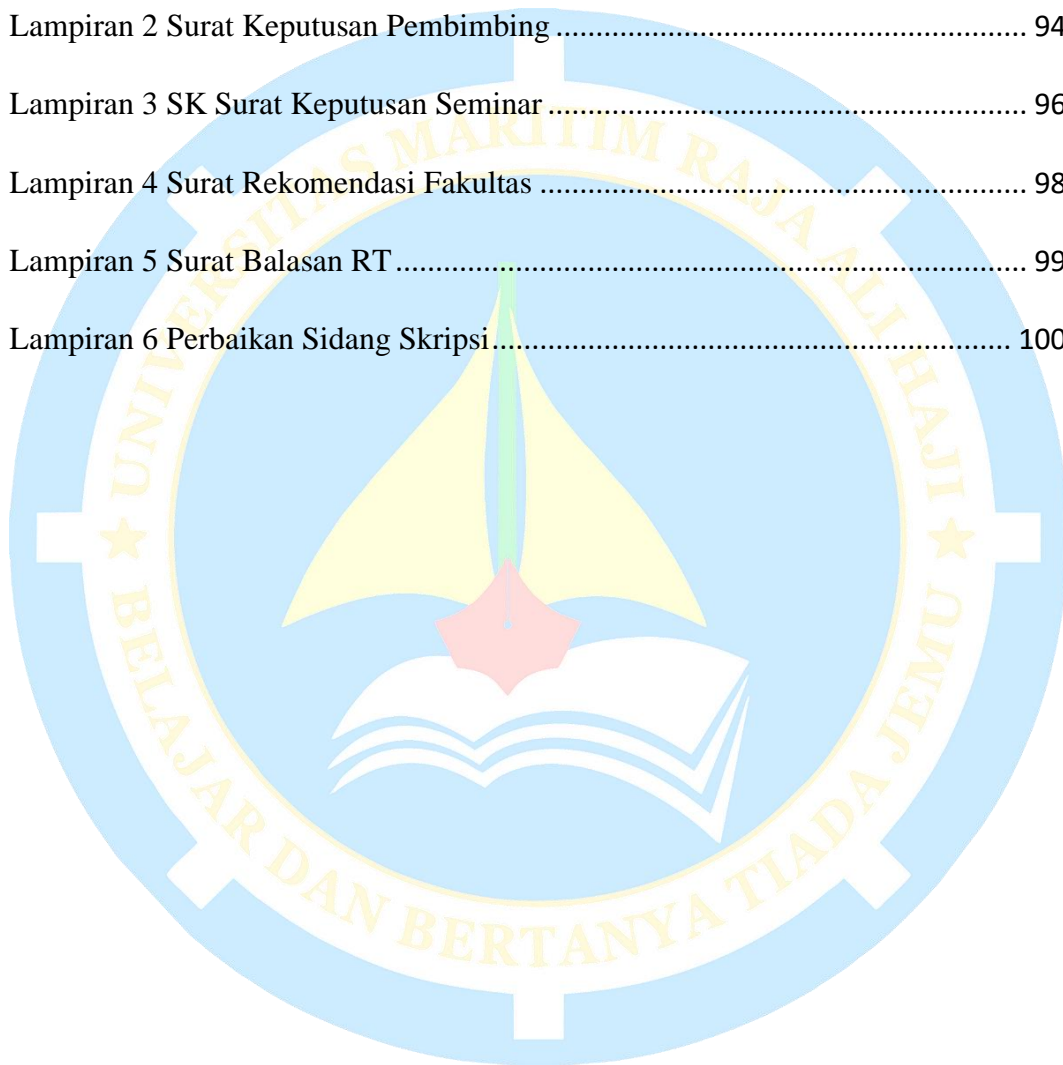 Lampiran 2 Surat Keputusan Pembimbing ........................................................... 94
Lampiran 3 SK Surat Keputusan Seminar ............................................................ 96
Lampiran 4 Surat Rekomendasi Fakultas ............................................................. 98
Lampiran 5 Surat Balasan RT ............................................................................... 99
Lampiran 6 Perbaikan Sidang Skripsi ................................................................. 100
UNIVERSITAS MARITIM RAJA ALI HAJI
BELAJAR DAN BERTANYA TIADA JEMU